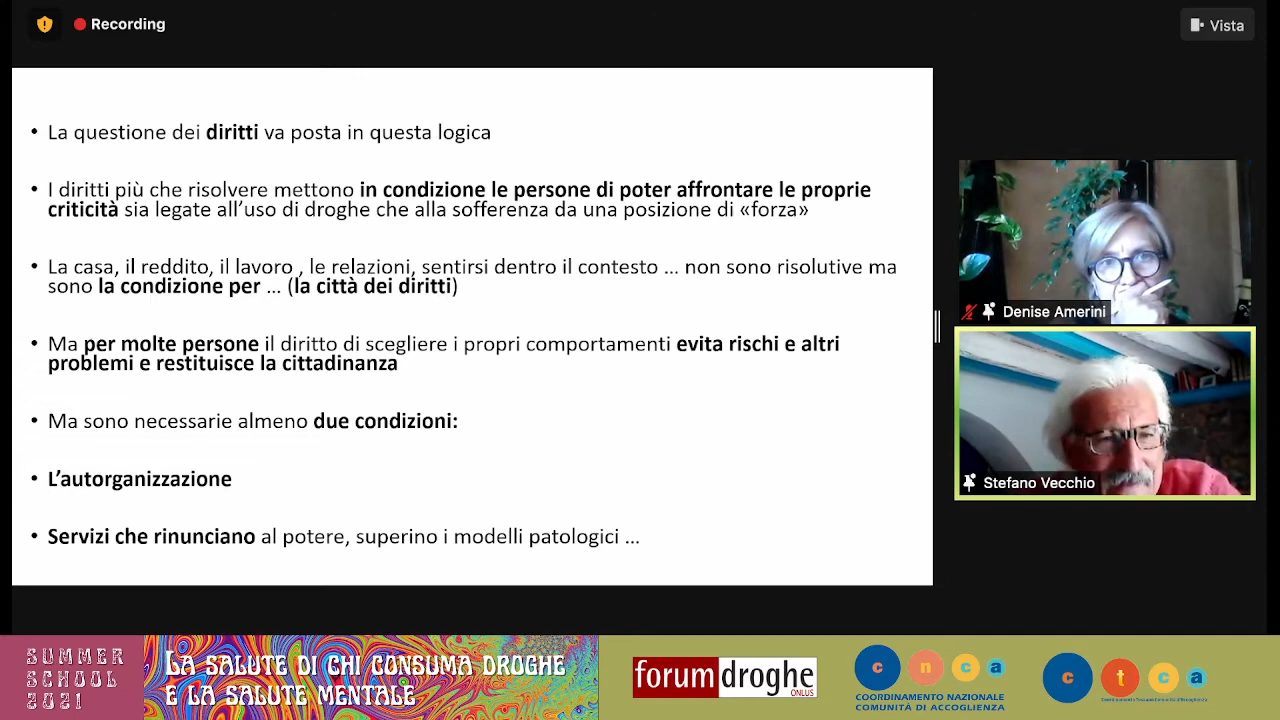 Recording
Vista
• La questione dei diritti va posta in questa logica
• I diritti più che risolvere mettono in condizione le persone di poter affrontare le proprie
criticità sia legate all'uso di droghe che alla sofferenza da una posizione di «forza»
• La casa, il reddito, il lavoro , le relazioni, sentirsi dentro il contesto ... non sono risolutive ma
sono la condizione per ... (la città dei diritti)
• Ma per molte persone il diritto di scegliere i propri comportamenti evita rischi e altri
problemi e restituisce la cittadinanza
• Ma sono necessarie almeno due condizioni:
• L'autorganizzazione
• Servizi che rinunciano al potere, superino i modelli patologici ...
Denise Amerini
Stefano Vecchio
SUMMER
SCHOOL
2021
LA SALUTE DI CHI CONSUMA DROGHE
E LA SALUTE MENTALE
forumdroghe
ONLUS
c n c a
COORDINAMENTO NAZIONALE
COMUNITÀ DI ACCOGLIENZA
c t c a